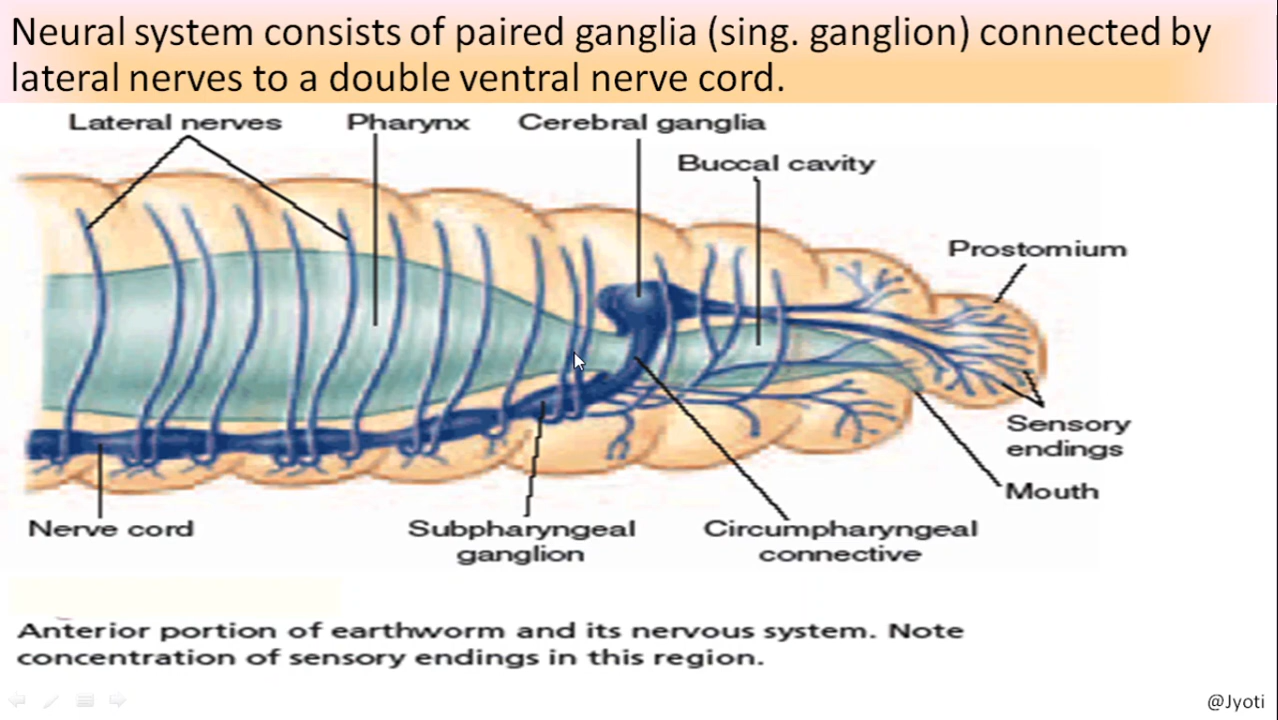 Neural system consists of paired ganglia (sing. ganglion) connected by
lateral nerves to a double ventral nerve cord.
Lateral nerves
Pharynx
Cerebral ganglia
Buccal cavity
Prostomium
Sensory
endings
Mouth
Nerve cord
Subpharyngeal
ganglion
Circumpharyngeal
connective
Anterior portion of earthworm and its nervous system. Note
concentration of sensory endings in this region.
@Jyoti